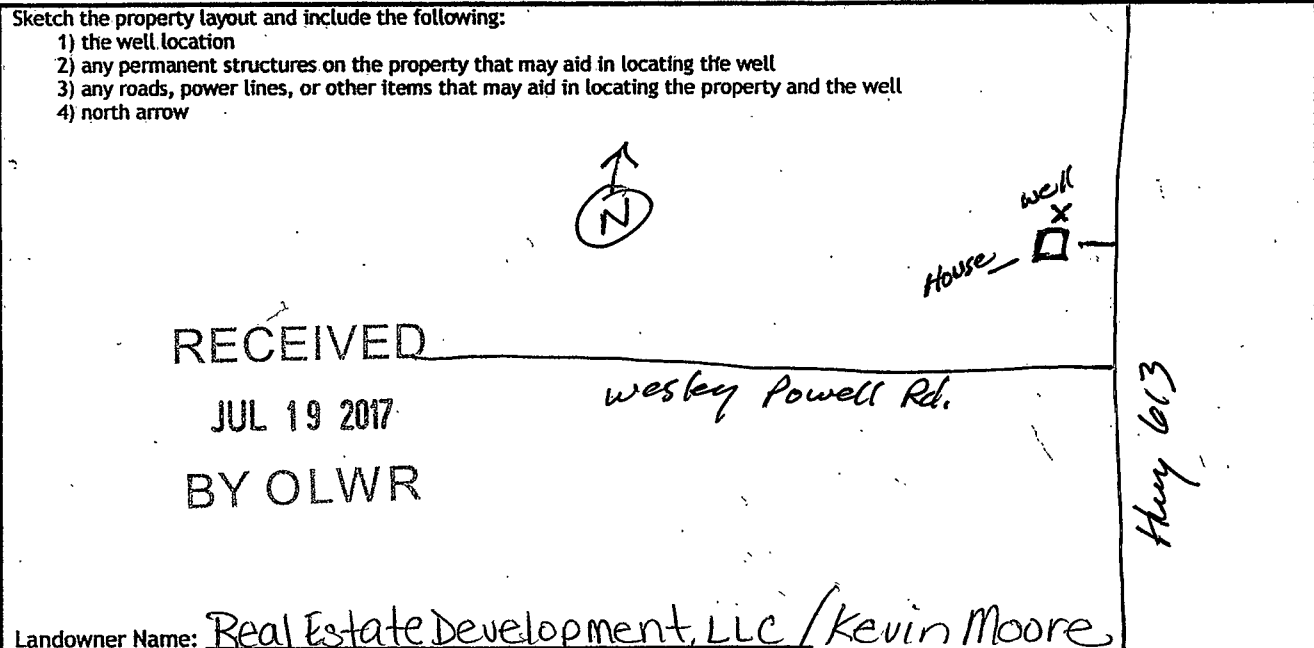 Sketch the property layout and include the following:
1) the well location
2) any permanent structures on the property that may aid in locating the well
3) any roads, power lines, or other items that may aid in locating the property and the well
4) north arrow
N
well
X
House
RECEIVED
Wesley Powell Rd.
JUL 19 2017
BY OLWR
Hwy 613
Landowner Name: Real Estate Development, LLC / Kevin Moore